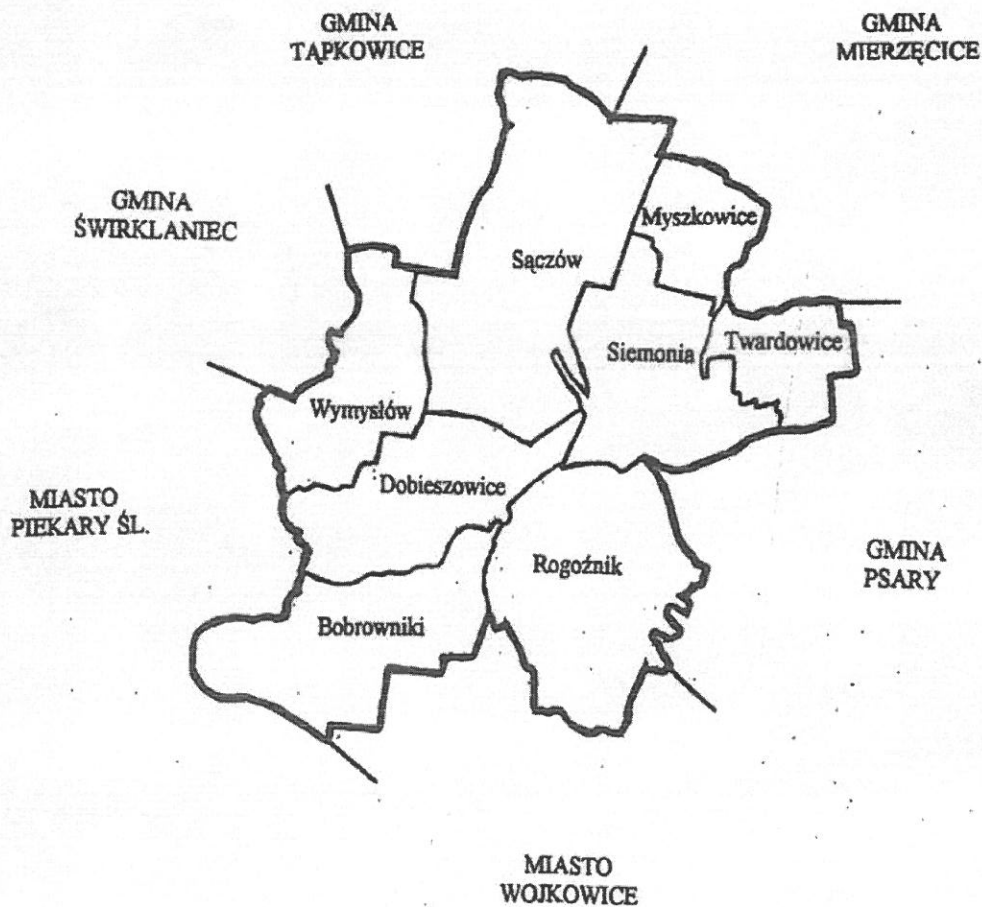 GMINA
TĄPKOWICE
GMINA
MIERZĘCICE
GMINA
ŚWIRKLANIEC
Myszkowice
Sączów
Siemonia
Twardowice
Wymysłów
Dobieszowice
MIASTO
PIEKARY ŚL.
Rogoźnik
GMINA
PSARY
Bobrowniki
MIASTO
WOJKOWICE